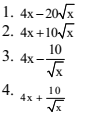 1. 4x−20√x
2. 4x+10√x
3. 4x−10/√x
4. 4x+10/√x